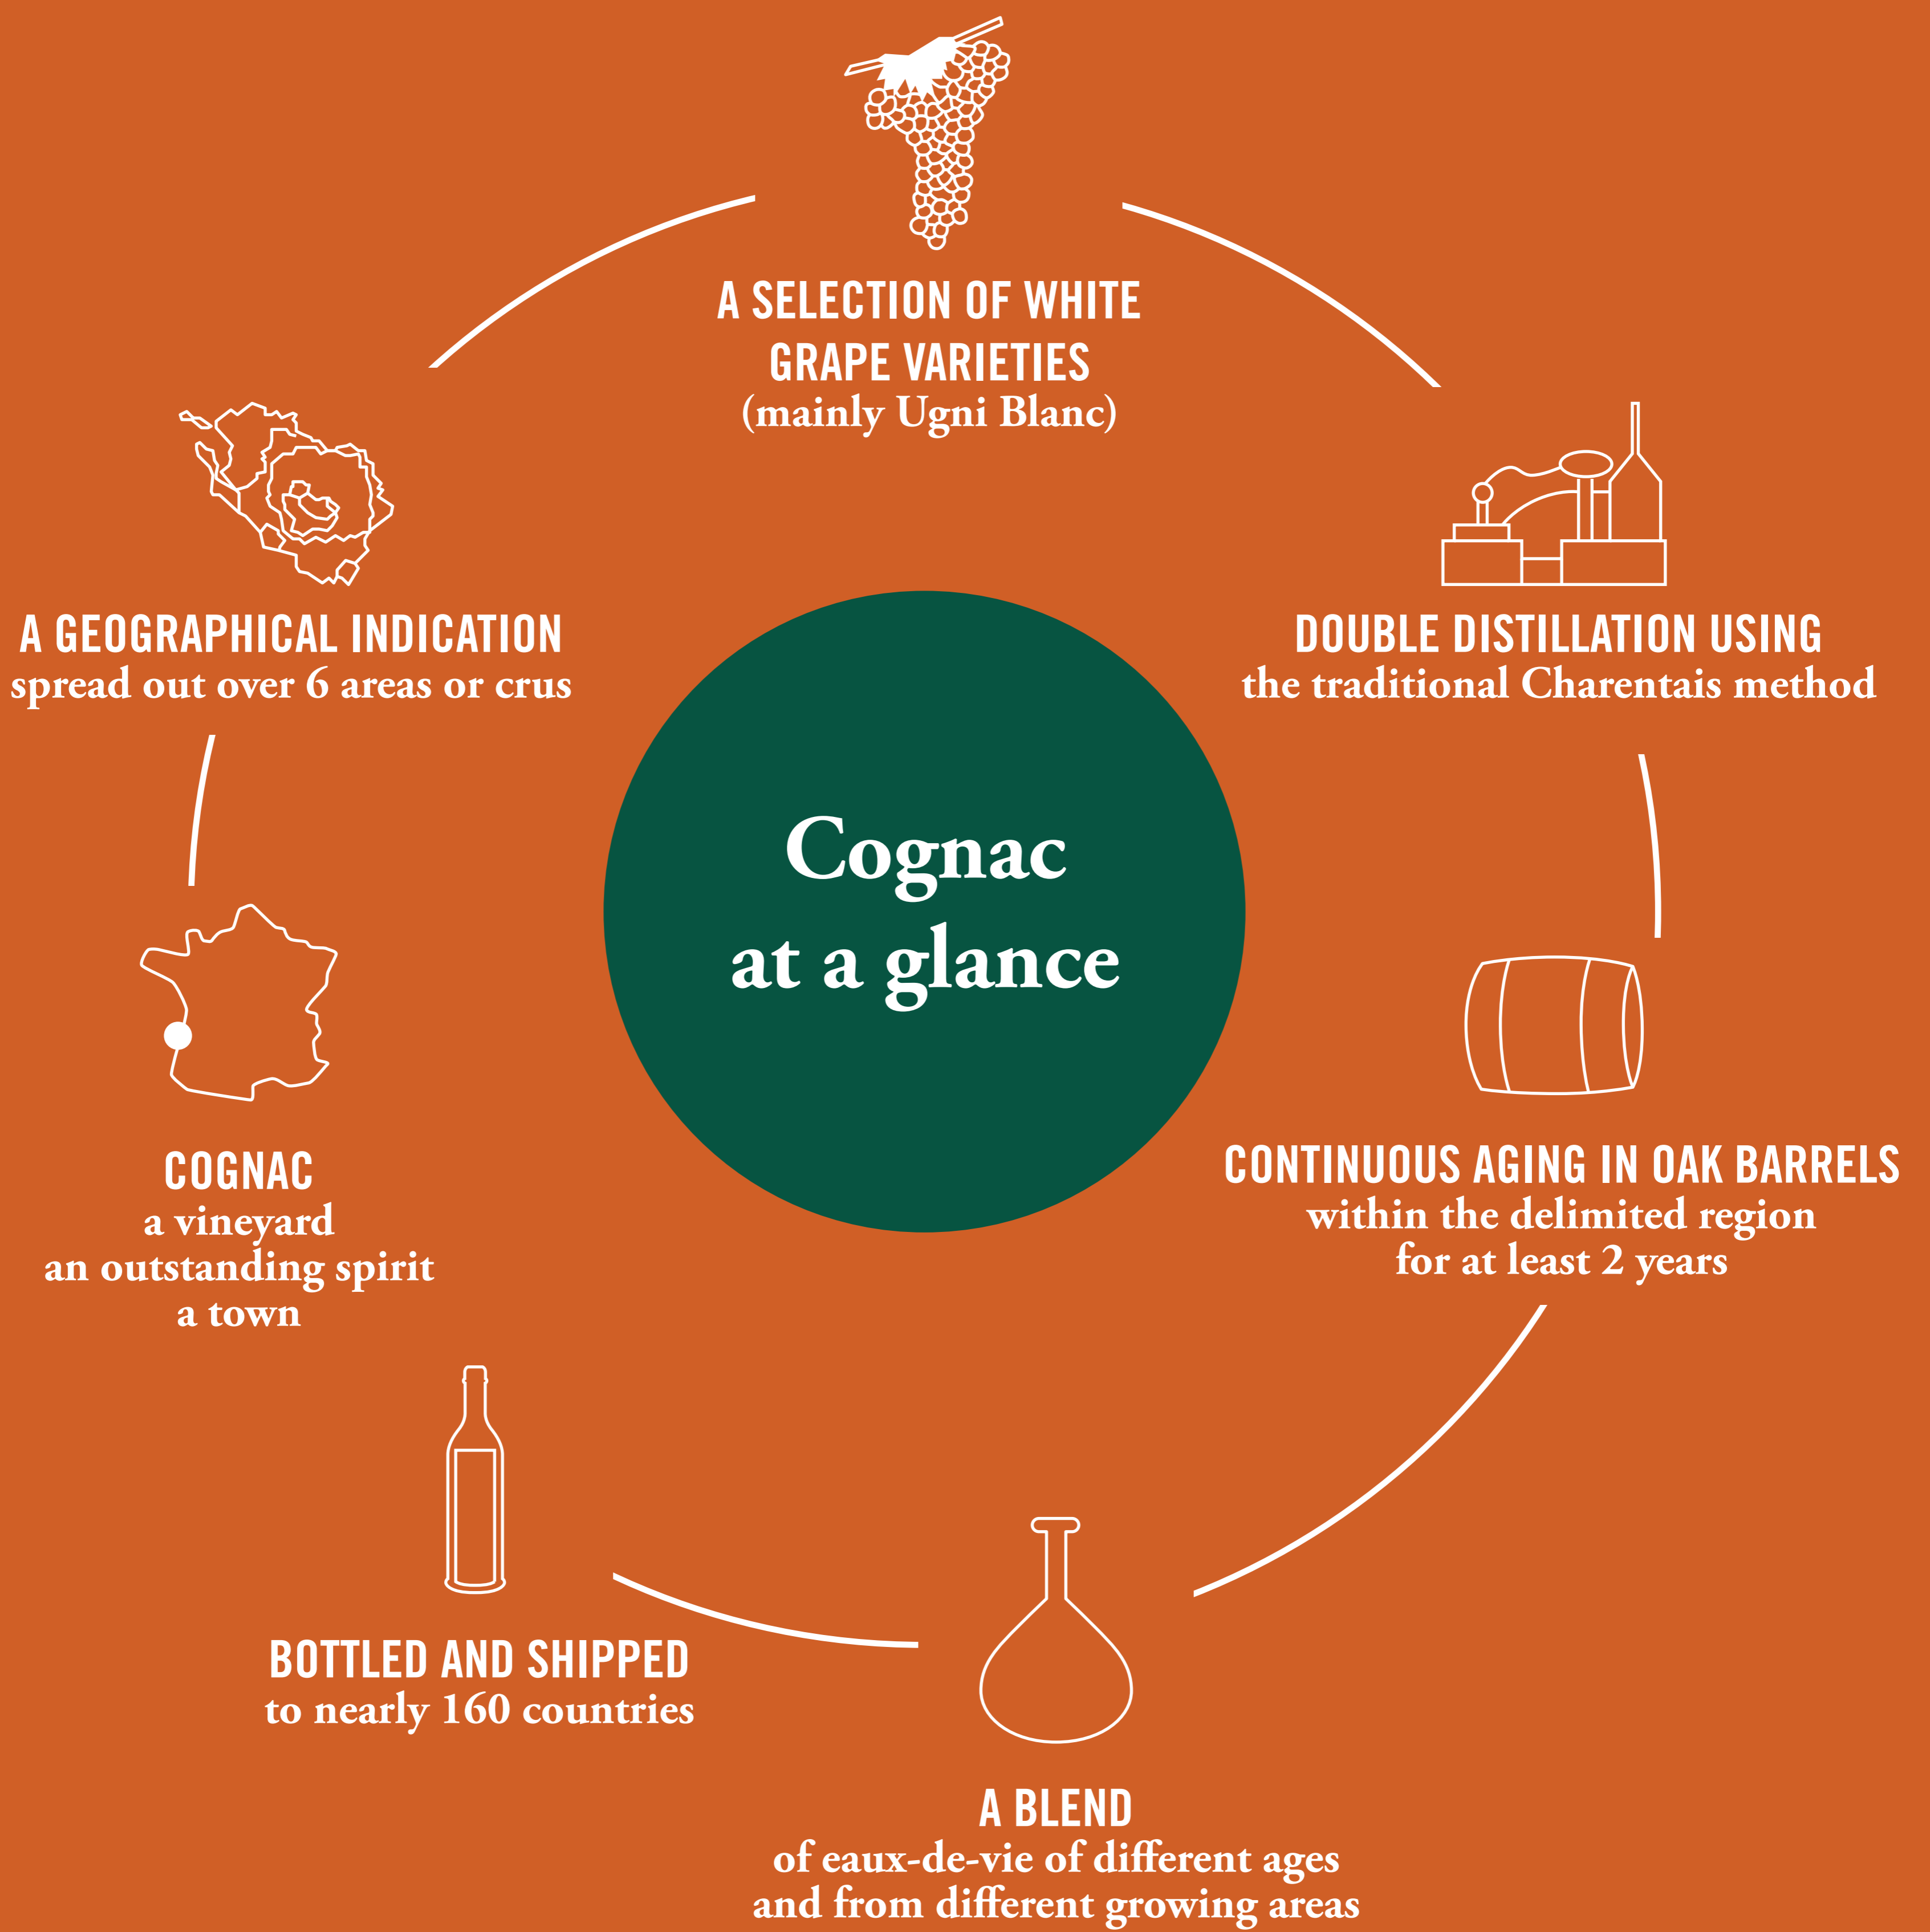 A SELECTION OF WHITE
GRAPE VARIETIES
(mainly Ugni Blanc)
A GEOGRAPHICAL INDICATION
spread out over 6 areas or crus
DOUBLE DISTILLATION USING
the traditional Charentais method
Cognac
at a glance
COGNAC
a vineyard
an outstanding spirit
a town
CONTINUOUS AGING IN OAK BARRELS
within the delimited region
for at least 2 years
BOTTLED AND SHIPPED
to nearly 160 countries
A BLEND
of eaux-de-vie of different ages
and from different growing areas